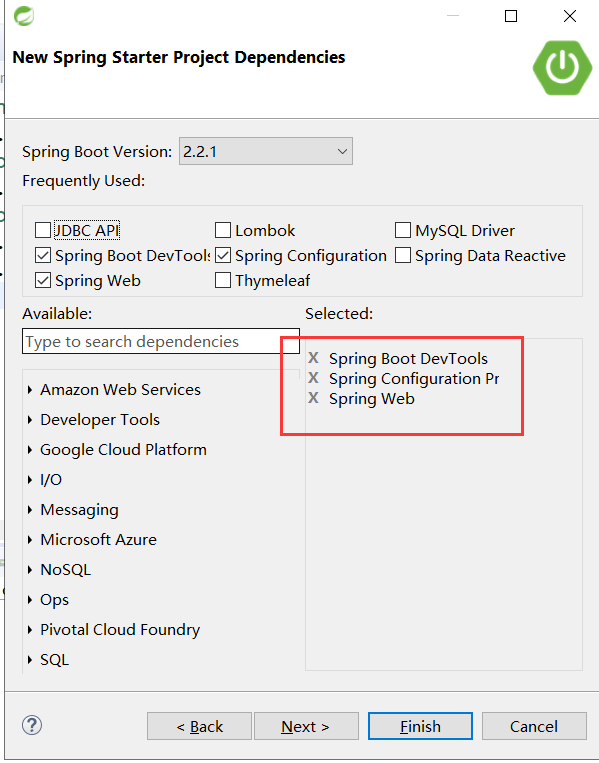 New Spring Starter Project Dependencies
Spring Boot Version: 2.2.1
Frequently Used:
JDBC API Lombok MySQL Driver
Spring Boot DevTools Spring Configuration Spring Data Reactive
Spring Web Thymeleaf
Available: Selected:
Type to search dependencies
X Spring Boot DevTools
X Spring Configuration Pr
X Spring Web
Amazon Web Services
Developer Tools
Google Cloud Platform
I/O
Messaging
Microsoft Azure
NoSQL
Ops
Pivotal Cloud Foundry
SQL
? < Back Next > Finish Cancel